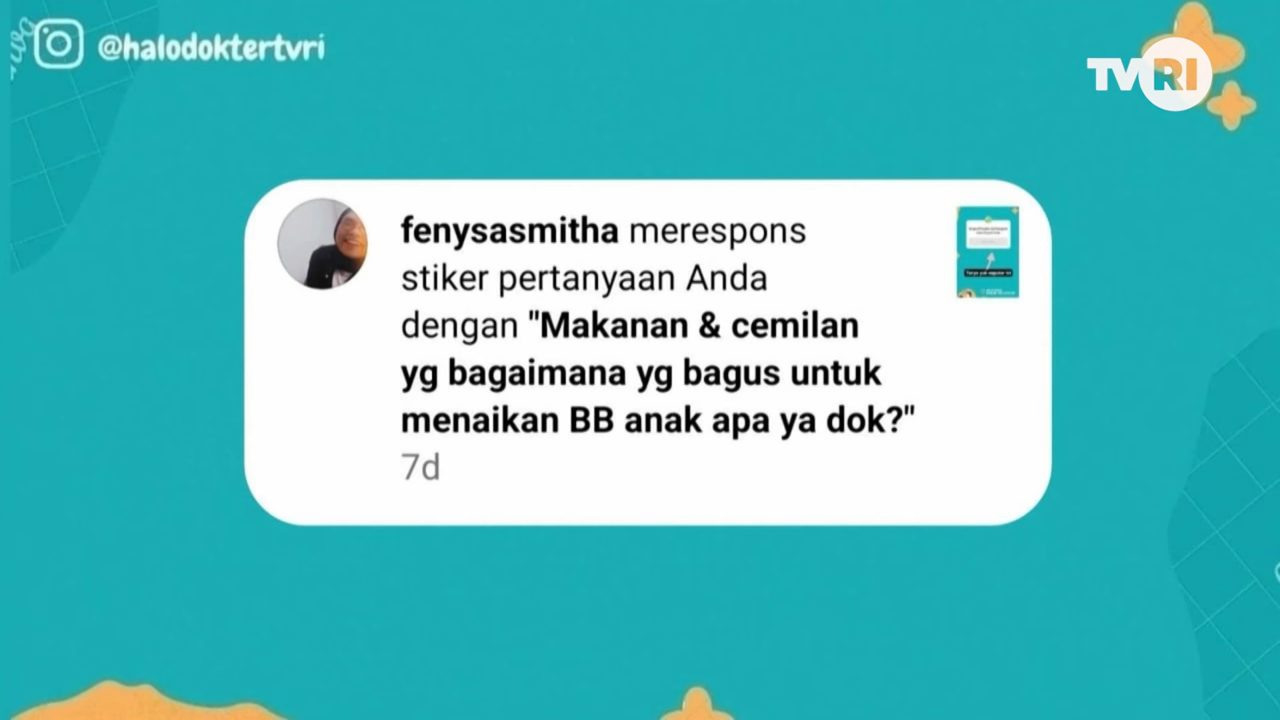 @halodoktertvri
TVRI
fenysasmitha merespons
stiker pertanyaan Anda
dengan "Makanan & cemilan
yg bagaimana yg bagus untuk
menaikan BB anak apa ya dok?"
7d